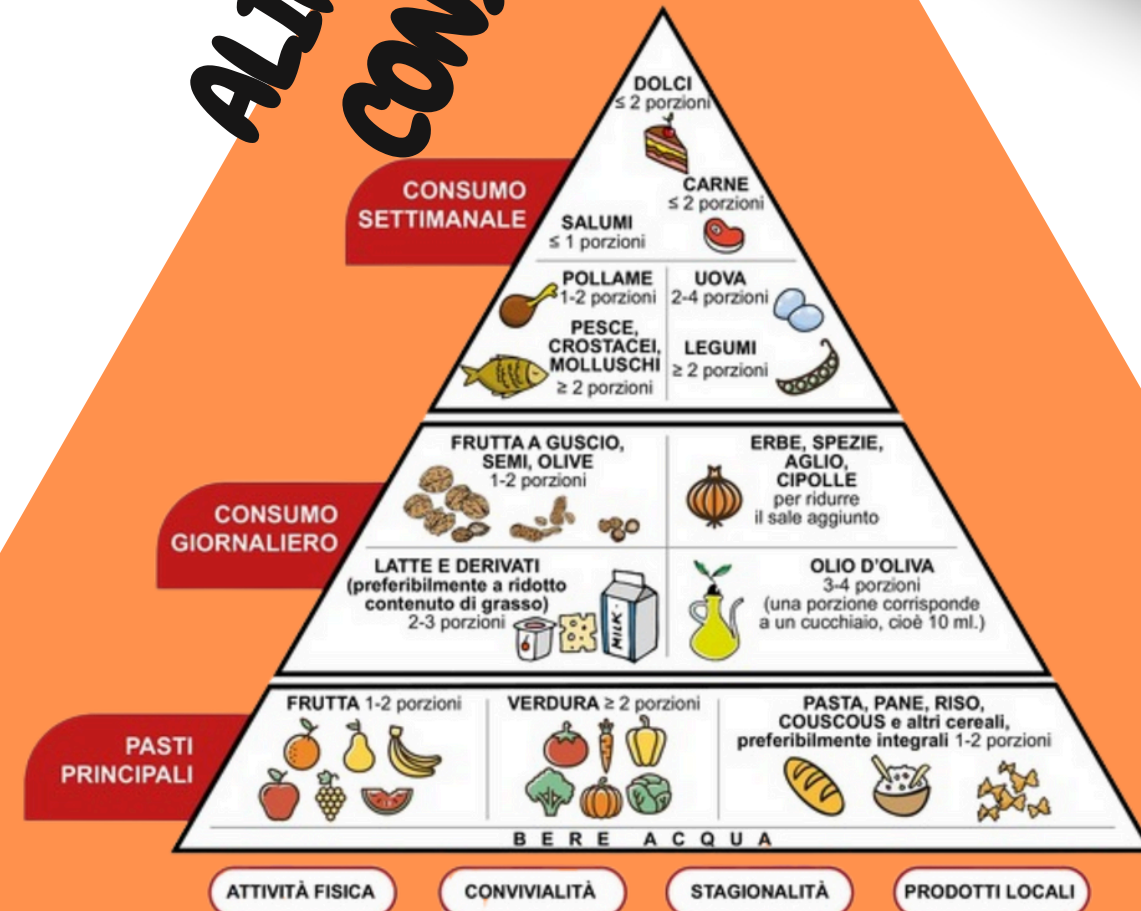 DOLCI
≤ 2 porzioni
CARNE
≤ 2 porzioni
SALUMI
≤ 1 porzioni
CONSUMO
SETTIMANALE
POLLAME
1-2 porzioni
UOVA
2-4 porzioni
PESCE,
CROSTACEI,
MOLLUSCHI
≥ 2 porzioni
LEGUMI
≥ 2 porzioni
CONSUMO
GIORNALIERO
FRUTTA A GUSCIO,
SEMI, OLIVE
1-2 porzioni
ERBE, SPEZIE,
AGLIO,
CIPOLLE
per ridurre
il sale aggiunto
LATTE E DERIVATI
(preferibilmente a ridotto
contenuto di grasso)
2-3 porzioni
MILK
OLIO D'OLIVA
3-4 porzioni
(una porzione corrisponde
a un cucchiaio, cioè 10 ml.)
PASTI
PRINCIPALI
FRUTTA 1-2 porzioni
VERDURA ≥ 2 porzioni
PASTA, PANE, RISO,
COUSCOUS e altri cereali,
preferibilmente integrali 1-2 porzioni
BERE ACQUA
ATTIVITÀ FISICA
CONVIVIALITÀ
STAGIONALITÀ
PRODOTTI LOCALI